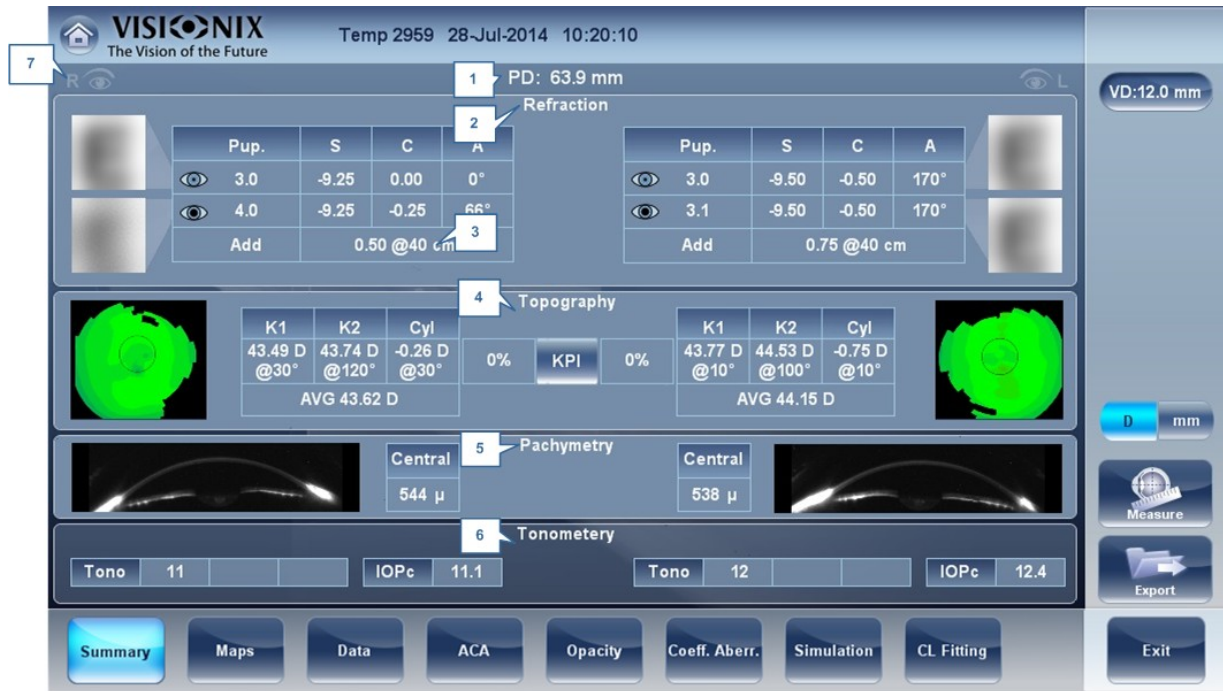 VISIONIX
The Vision of the Future
Temp 2959 28-Jul-2014 10:20:10
7
R
1
PD: 63.9 mm
L
VD:12.0 mm
2
Refraction
Pup. S C A
3.0 -9.25 0.00 0°
4.0 -9.25 -0.25 66°
Add 0.50 @40 cm
3
Pup. S C A
3.0 -9.50 -0.50 170°
3.1 -9.50 -0.50 170°
Add 0.75 @40 cm
4
Topography
K1 K2 Cyl
43.49 D 43.74 D -0.26 D
@30° @120° @30°
AVG 43.62 D
0% KPI 0%
K1 K2 Cyl
43.77 D 44.53 D -0.75 D
@10° @100° @10°
AVG 44.15 D
D mm
5
Pachymetry
Central
544 µ
Central
538 µ
Measure
6
Tonometery
Tono 11 IOPc 11.1
Tono 12 IOPc 12.4
Export
Summary Maps Data ACA Opacity Coeff. Aberr. Simulation CL Fitting Exit